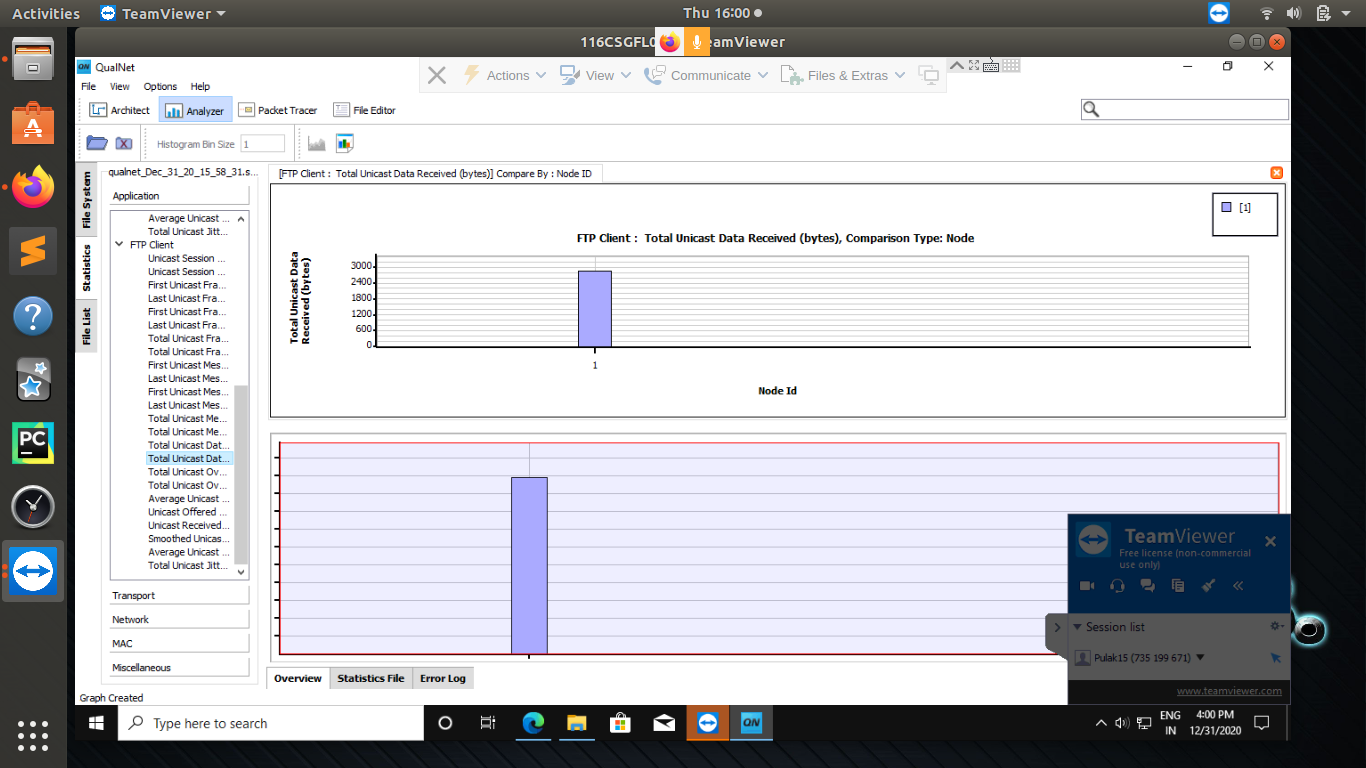 Activities TeamViewer Thu 16:00
116CSGFL TeamViewer
QualNet
Actions View Communicate Files & Extras
File View Options Help
Architect Analyzer Packet Tracer File Editor
Histogram Bin Size 1
File System
Statistics
File List
qualnet_Dec_31_20_15_58_31.s...
Application
Average Unicast ...
Total Unicast Jitt...
FTP Client
Unicast Session ...
Unicast Session ...
First Unicast Fra...
Last Unicast Fra...
First Unicast Fra...
Last Unicast Fra...
Total Unicast Fra...
Total Unicast Fra...
First Unicast Mes...
Last Unicast Mes...
First Unicast Mes...
Last Unicast Mes...
Total Unicast Me...
Total Unicast Me...
Total Unicast Dat...
Total Unicast Dat...
Total Unicast Ov...
Total Unicast Ov...
Average Unicast ...
Unicast Offered ...
Unicast Received...
Smoothed Unicas...
Average Unicast ...
Total Unicast Jitt...
Transport
Network
MAC
Miscellaneous
Graph Created
[FTP Client : Total Unicast Data Received (bytes)] Compare By : Node ID
[1]
FTP Client : Total Unicast Data Received (bytes), Comparison Type: Node
Total Unicast Data
Received (bytes)
3000
2400
1800
1200
600
0
1
Node Id
Overview Statistics File Error Log
TeamViewer
Free license (non-commercial
use only)
Session list
Pulak15 (735 199 671)
www.teamviewer.com
PC
QN
Type here to search
QN
ENG
IN
4:00 PM
12/31/2020